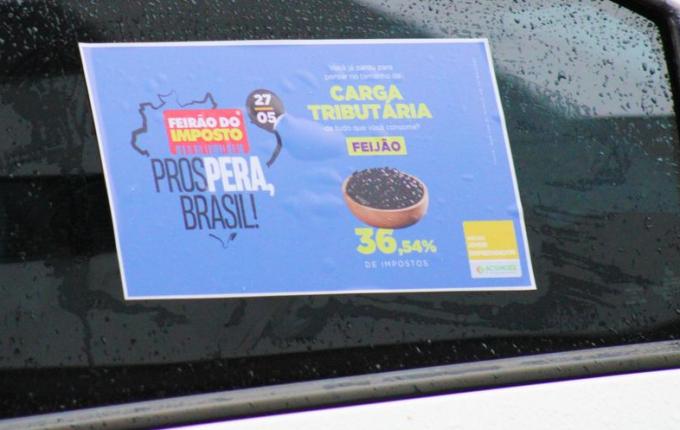 FEIRÃO DO
IMPOSTO
27
05
PROSPERA,
BRASIL!
Você já parou para
pensar no tamanho da
CARGA
TRIBUTÁRIA
de tudo que você consome?
FEIJÃO
36,54%
DE IMPOSTOS